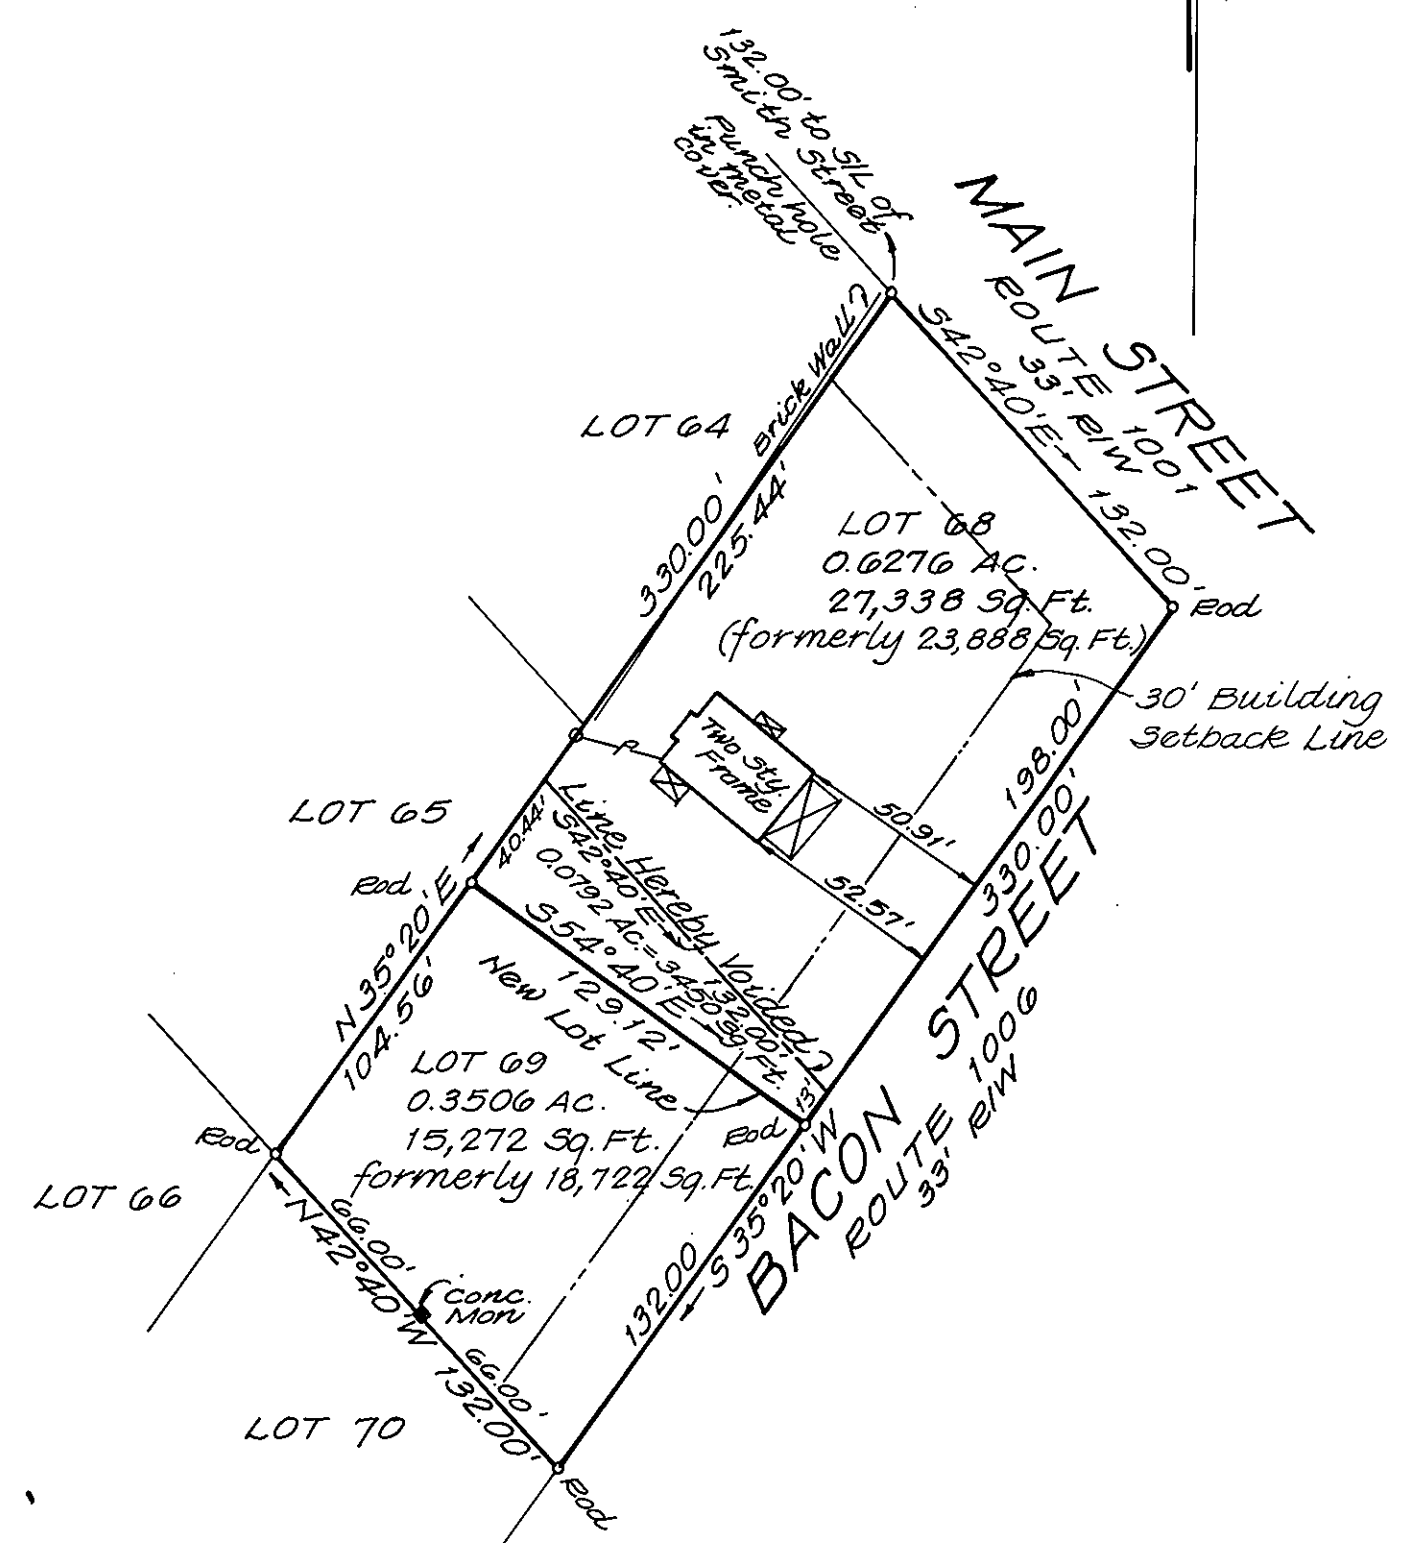 132.00' to S/L of
Smith Street
Punch hole
in metal
cover.
MAIN STREET
ROUTE 1001
33' R/W
S42°40'E 132.00'
Rod
Brick Wall
LOT 64
330.00'
225.44'
LOT 68
0.6276 AC.
27,338 Sq. Ft.
(formerly 23,888 Sq. Ft.)
30' Building
Setback Line
P
Two Sty.
Frame
50.91'
52.57'
198.00'
330.00'
LOT 65
40.44'
Line Hereby Voided
S42°40'E 132.00'
0.0792 AC.=3450 Sq. Ft.
S54°40'E
129.12'
New Lot Line
Rod
N35°20'E
104.56'
LOT 69
0.3506 AC.
15,272 Sq. Ft.
formerly 18,722 Sq. Ft.
Rod
13'
BACON STREET
ROUTE 1006
33' R/W
S35°20'W
132.00
Rod
LOT 66
66.00'
N42°40'W 132.00'
Conc.
Mon
66.00'
LOT 70
Rod